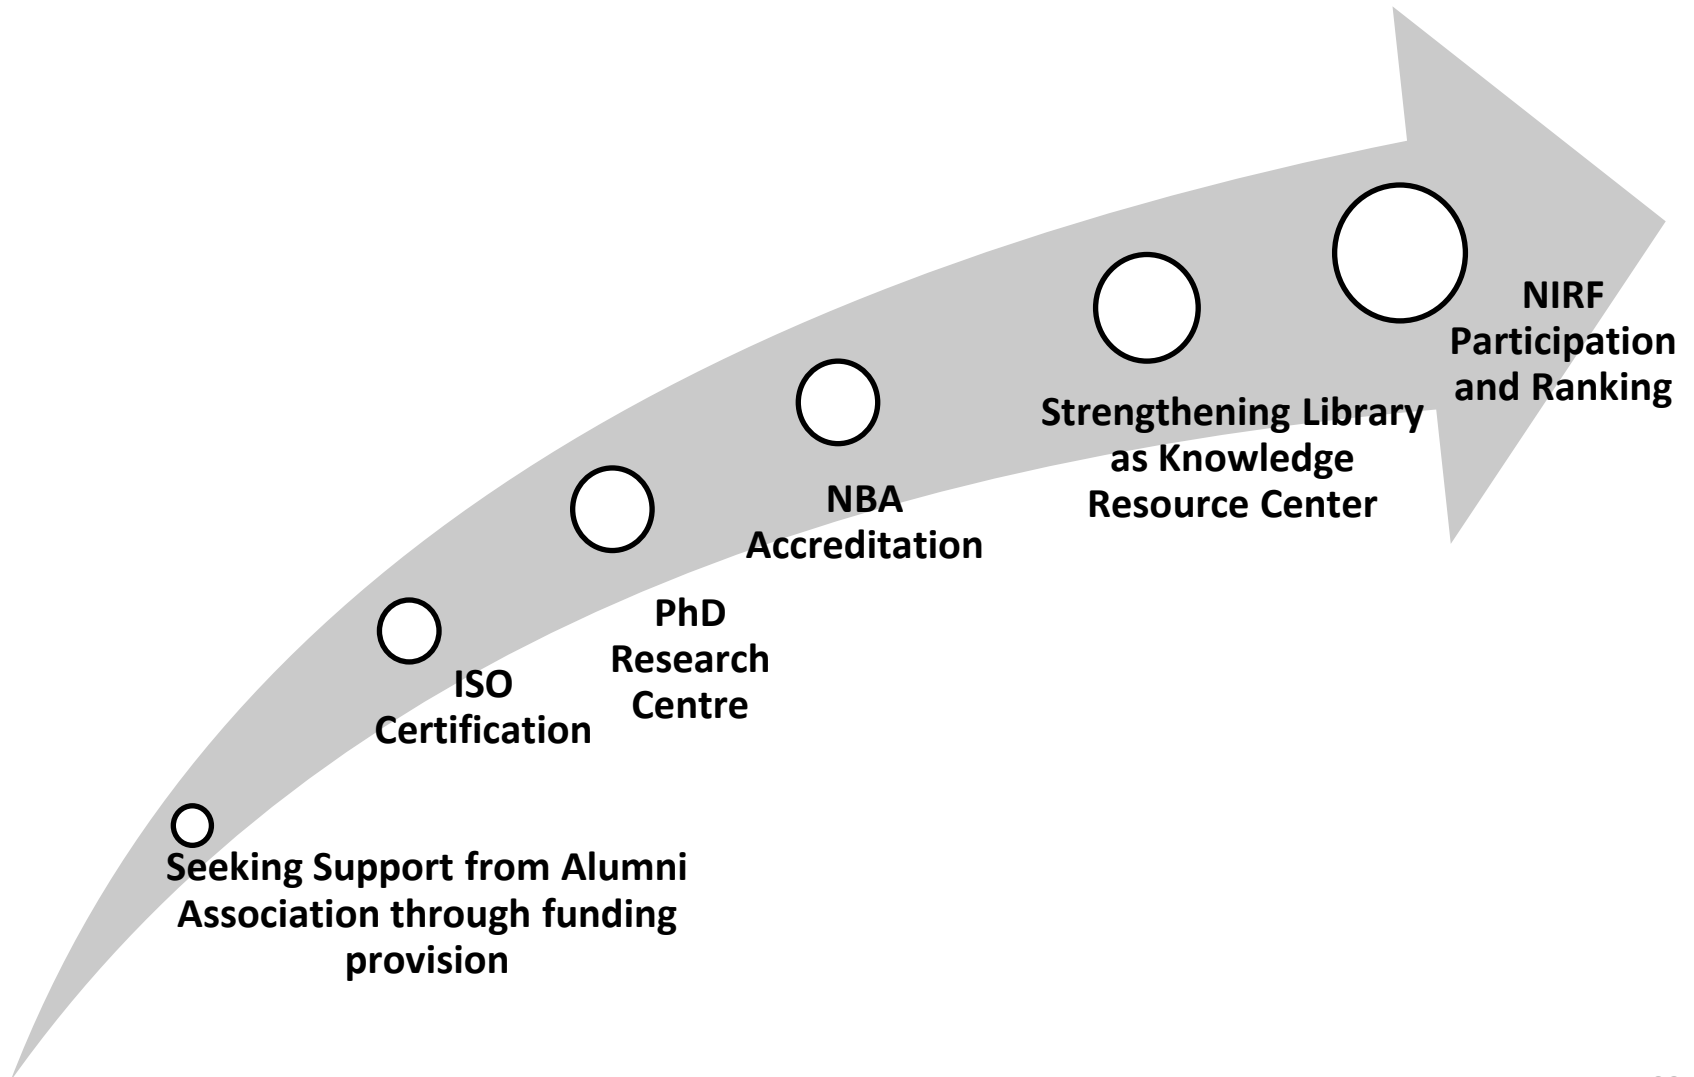 Seeking Support from Alumni
Association through funding
provision
ISO
Certification
PhD
Research
Centre
NBA
Accreditation
Strengthening Library
as Knowledge
Resource Center
NIRF
Participation
and Ranking